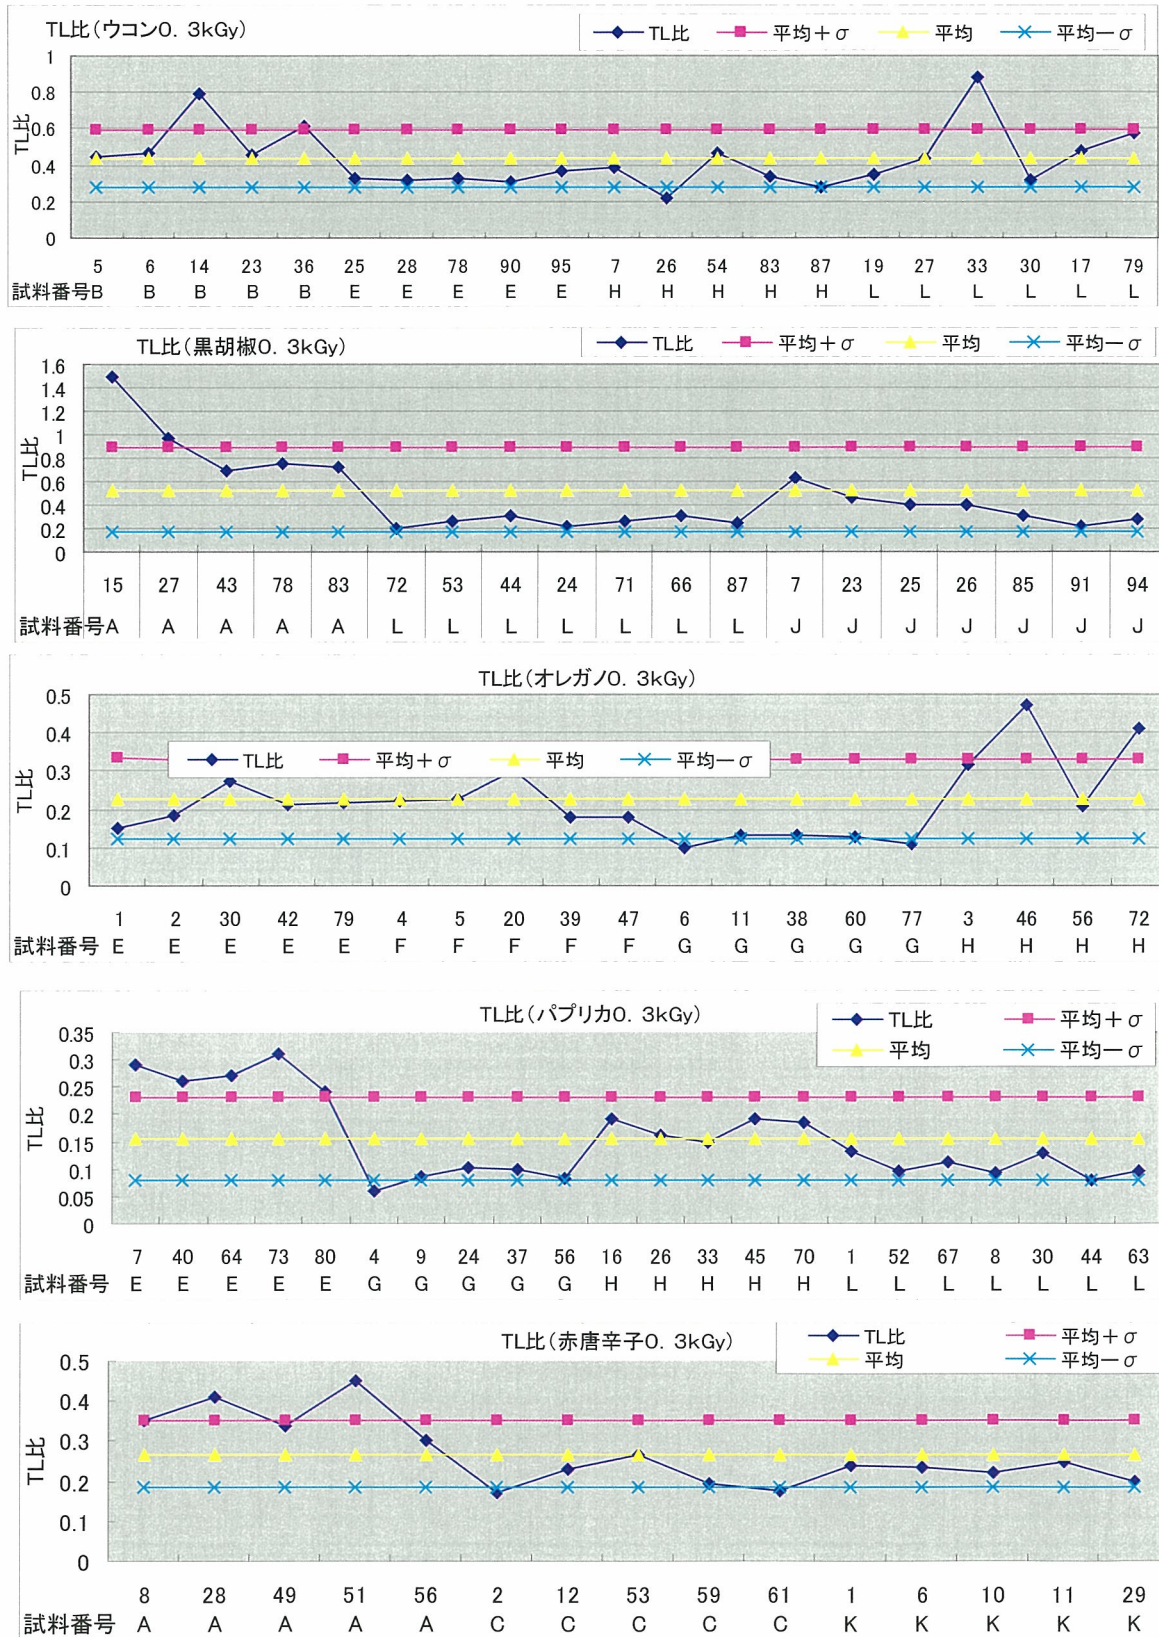 TL比(ウコン0. 3kGy)
TL比 平均+σ 平均 平均ーσ
TL比
1
0.8
0.6
0.4
0.2
0
5 6 14 23 36 25 28 78 90 95 7 26 54 83 87 19 27 33 30 17 79
試料番号 B B B B B E E E E E H H H H H L L L L L L
TL比(黒胡椒0. 3kGy)
TL比 平均+σ 平均 平均ーσ
TL比
1.6
1.4
1.2
1
0.8
0.6
0.4
0.2
0
15 27 43 78 83 72 53 44 24 71 66 87 7 23 25 26 85 91 94
試料番号 A A A A A L L L L L L L J J J J J J J
TL比(オレガノ0. 3kGy)
TL比 平均+σ 平均 平均ーσ
TL比
0.5
0.4
0.3
0.2
0.1
0
1 2 30 42 79 4 5 20 39 47 6 11 38 60 77 3 46 56 72
試料番号 E E E E E F F F F F G G G G G H H H H
TL比(パプリカ0. 3kGy)
TL比 平均+σ
平均 平均ーσ
TL比
0.35
0.3
0.25
0.2
0.15
0.1
0.05
0
7 40 64 73 80 4 9 24 37 56 16 26 33 45 70 1 52 67 8 30 44 63
試料番号 E E E E E G G G G G H H H H H L L L L L L L
TL比(赤唐辛子0. 3kGy)
TL比 平均+σ
平均 平均ーσ
TL比
0.5
0.4
0.3
0.2
0.1
0
8 28 49 51 56 2 12 53 59 61 1 6 10 11 29
試料番号 A A A A A C C C C C K K K K K